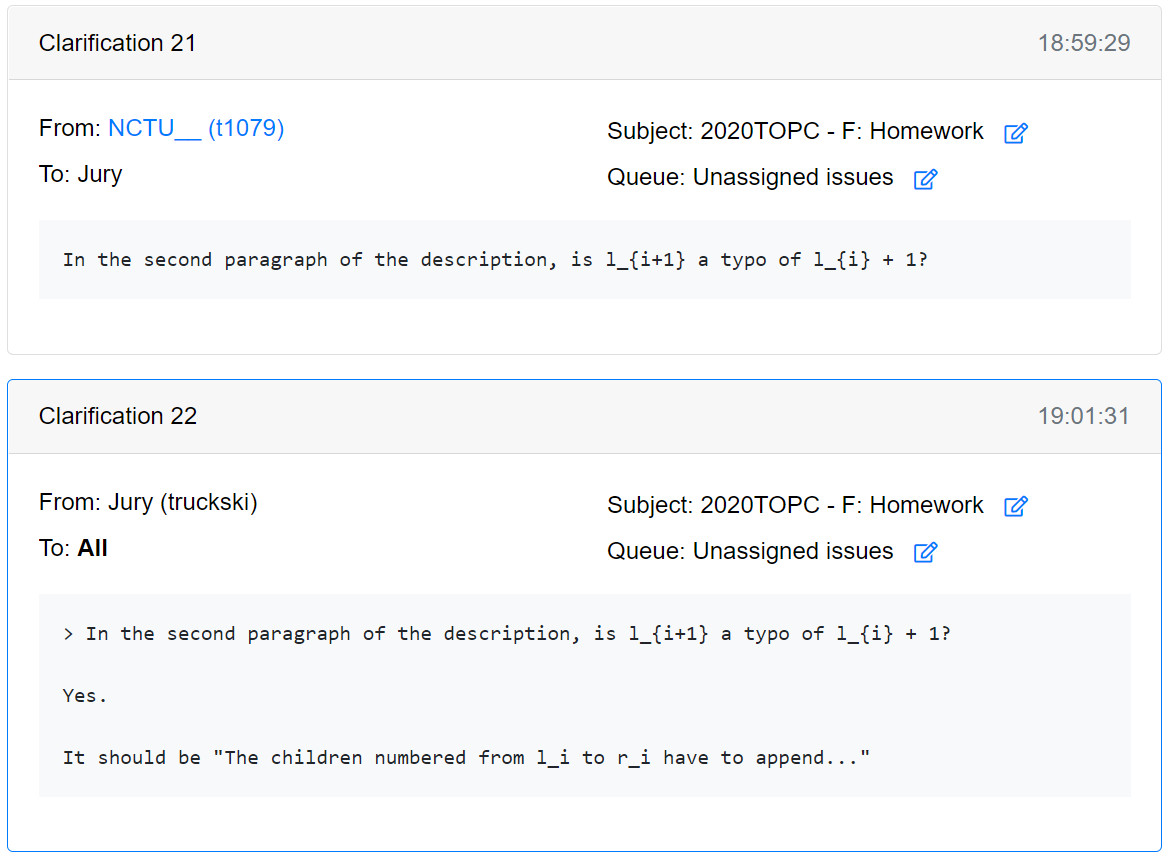 Clarification 21
18:59:29
From: NCTU__ (t1079)
Subject: 2020TOPC - F: Homework
To: Jury
Queue: Unassigned issues
In the second paragraph of the description, is l_{i+1} a typo of l_{i} + 1?
Clarification 22
19:01:31
From: Jury (truckski)
Subject: 2020TOPC - F: Homework
To: All
Queue: Unassigned issues
> In the second paragraph of the description, is l_{i+1} a typo of l_{i} + 1?
Yes.
It should be "The children numbered from l_i to r_i have to append..."